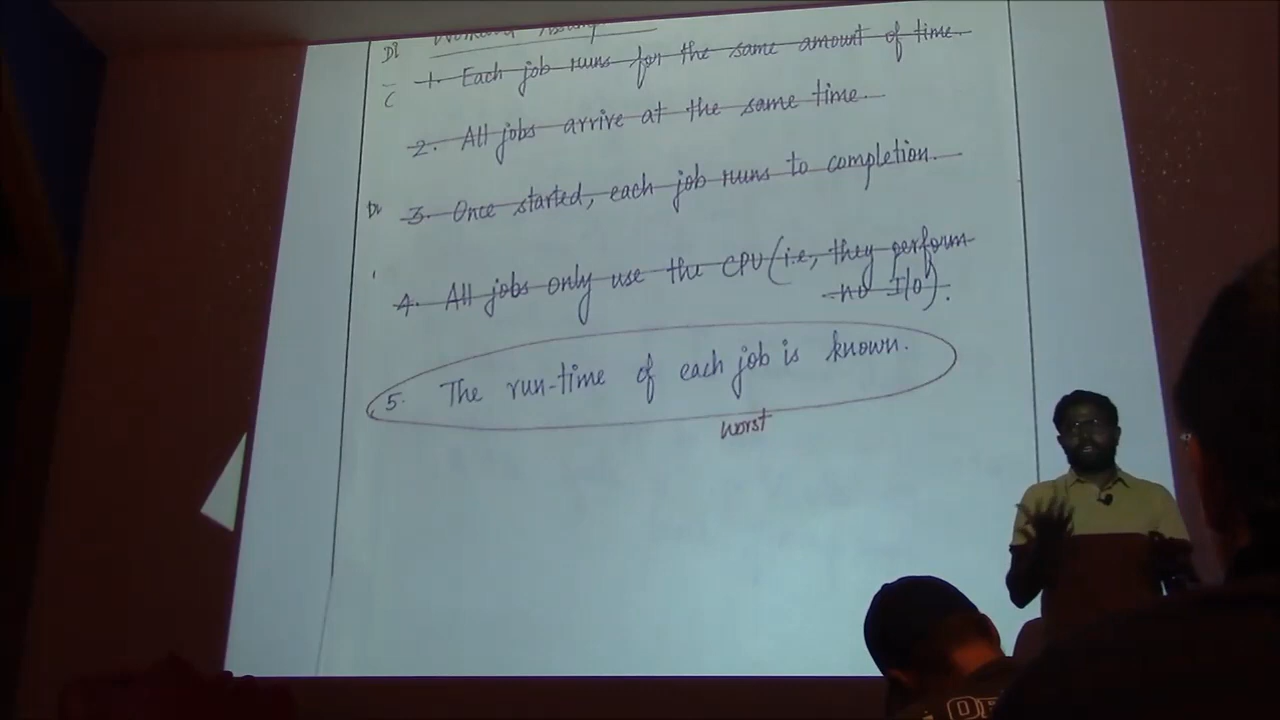 1. Each job runs for the same amount of time.
2. All jobs arrive at the same time.
3. Once started, each job runs to completion.
4. All jobs only use the CPU (i.e, they perform
no I/O).
5. The run-time of each job is known.
worst